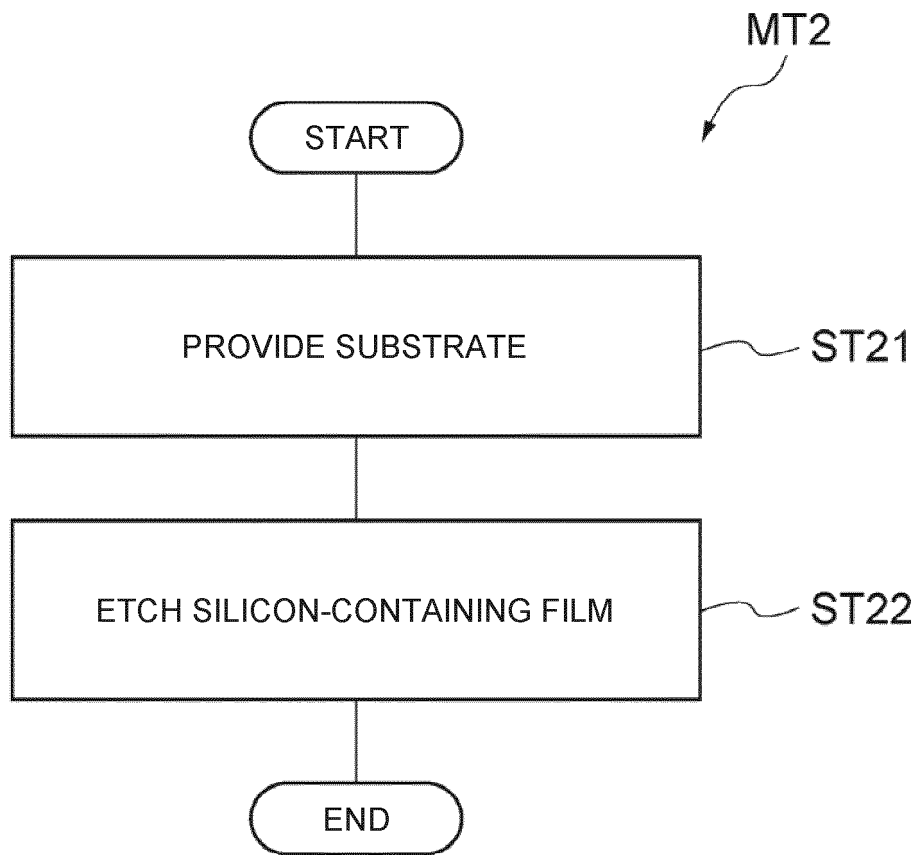 MT2
START
PROVIDE SUBSTRATE
ST21
ETCH SILICON-CONTAINING FILM
ST22
END